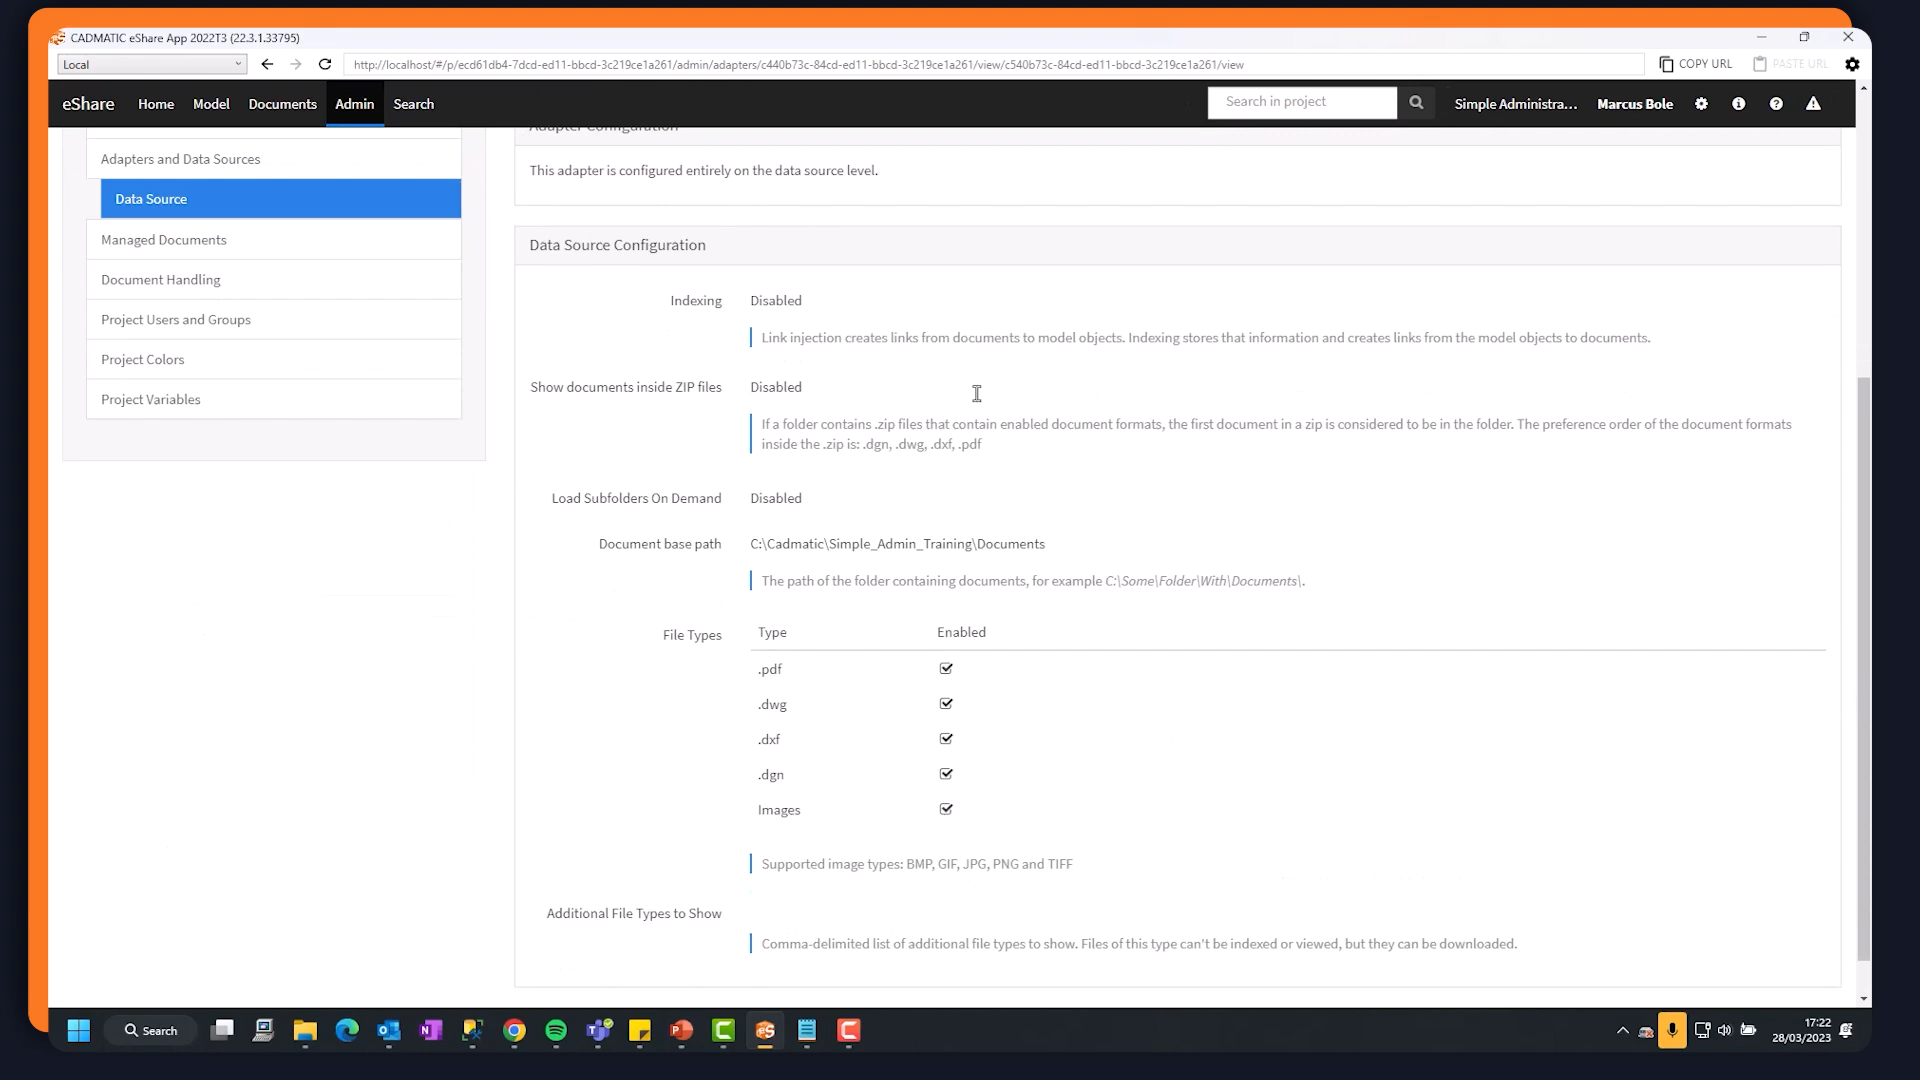 CADMATIC eShare App 2022T3 (22.3.1.33795)
Local
http://localhost/#/p/ecd61db4-7dcd-ed11-bbcd-3c219ce1a261/admin/adapters/c440b73c-84cd-ed11-bbcd-3c219ce1a261/view/c540b73c-84cd-ed11-bbcd-3c219ce1a261/view
COPY URL
PASTE URL
eShare
Home
Model
Documents
Admin
Search
Search in project
Simple Administra...
Marcus Bole
Adapters and Data Sources
Data Source
Managed Documents
Document Handling
Project Users and Groups
Project Colors
Project Variables
Adapter Configuration
This adapter is configured entirely on the data source level.
Data Source Configuration
Indexing Disabled
Link injection creates links from documents to model objects. Indexing stores that information and creates links from the model objects to documents.
Show documents inside ZIP files Disabled
If a folder contains .zip files that contain enabled document formats, the first document in a zip is considered to be in the folder. The preference order of the document formats
inside the .zip is: .dgn, .dwg, .dxf, .pdf
Load Subfolders On Demand Disabled
Document base path C:\Cadmatic\Simple_Admin_Training\Documents
The path of the folder containing documents, for example C:\Some\Folder\With\Documents\.
File Types Type Enabled
.pdf
.dwg
.dxf
.dgn
Images
Supported image types: BMP, GIF, JPG, PNG and TIFF
Additional File Types to Show
Comma-delimited list of additional file types to show. Files of this type can't be indexed or viewed, but they can be downloaded.
Search
17:22
28/03/2023